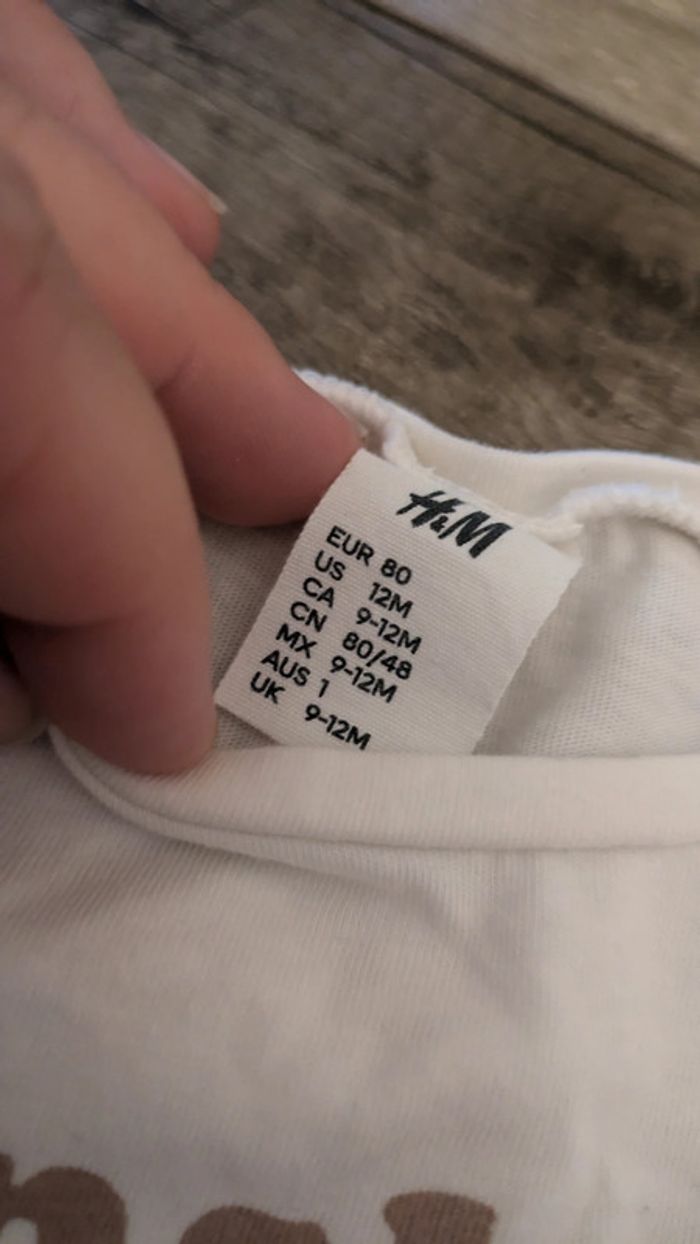 H&M
EUR 80
US 12M
CA 9-12M
CN 80/48
MX 9-12M
AUS 1
UK 9-12M